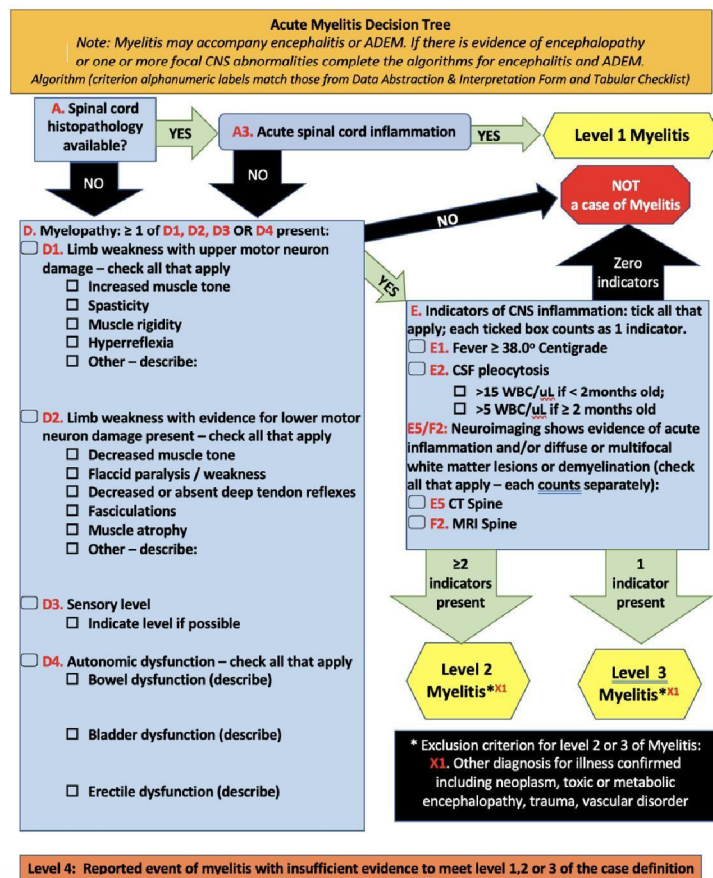 Acute Myelitis Decision Tree
Note: Myelitis may accompany encephalitis or ADEM. If there is evidence of encephalopathy
or one or more focal CNS abnormalities complete the algorithms for encephalitis and ADEM.
Algorithm (criterion alphanumeric labels match those from Data Abstraction & Interpretation Form and Tabular Checklist)
A. Spinal cord
histopathology
available?
YES
A3. Acute spinal cord inflammation
YES
Level 1 Myelitis
NO
NO
NOT
a case of Myelitis
D. Myelopathy: ≥ 1 of D1, D2, D3 OR D4 present:
D1. Limb weakness with upper motor neuron
damage – check all that apply
Increased muscle tone
Spasticity
Muscle rigidity
Hyperreflexia
Other – describe:
D2. Limb weakness with evidence for lower motor
neuron damage present – check all that apply
Decreased muscle tone
Flaccid paralysis / weakness
Decreased or absent deep tendon reflexes
Fasciculations
Muscle atrophy
Other – describe:
D3. Sensory level
Indicate level if possible
D4. Autonomic dysfunction – check all that apply
Bowel dysfunction (describe)
Bladder dysfunction (describe)
Erectile dysfunction (describe)
NO
YES
Zero
indicators
E. Indicators of CNS inflammation: tick all that
apply; each ticked box counts as 1 indicator.
E1. Fever ≥ 38.0° Centigrade
E2. CSF pleocytosis
>15 WBC/uL if < 2months old;
>5 WBC/uL if ≥ 2 months old
E5/F2: Neuroimaging shows evidence of acute
inflammation and/or diffuse or multifocal
white matter lesions or demyelination (check
all that apply – each counts separately):
E5 CT Spine
F2. MRI Spine
≥2
indicators
present
1
indicator
present
Level 2
Myelitis*X1
Level 3
Myelitis*X1
* Exclusion criterion for level 2 or 3 of Myelitis:
X1. Other diagnosis for illness confirmed
including neoplasm, toxic or metabolic
encephalopathy, trauma, vascular disorder
Level 4: Reported event of myelitis with insufficient evidence to meet level 1,2 or 3 of the case definition